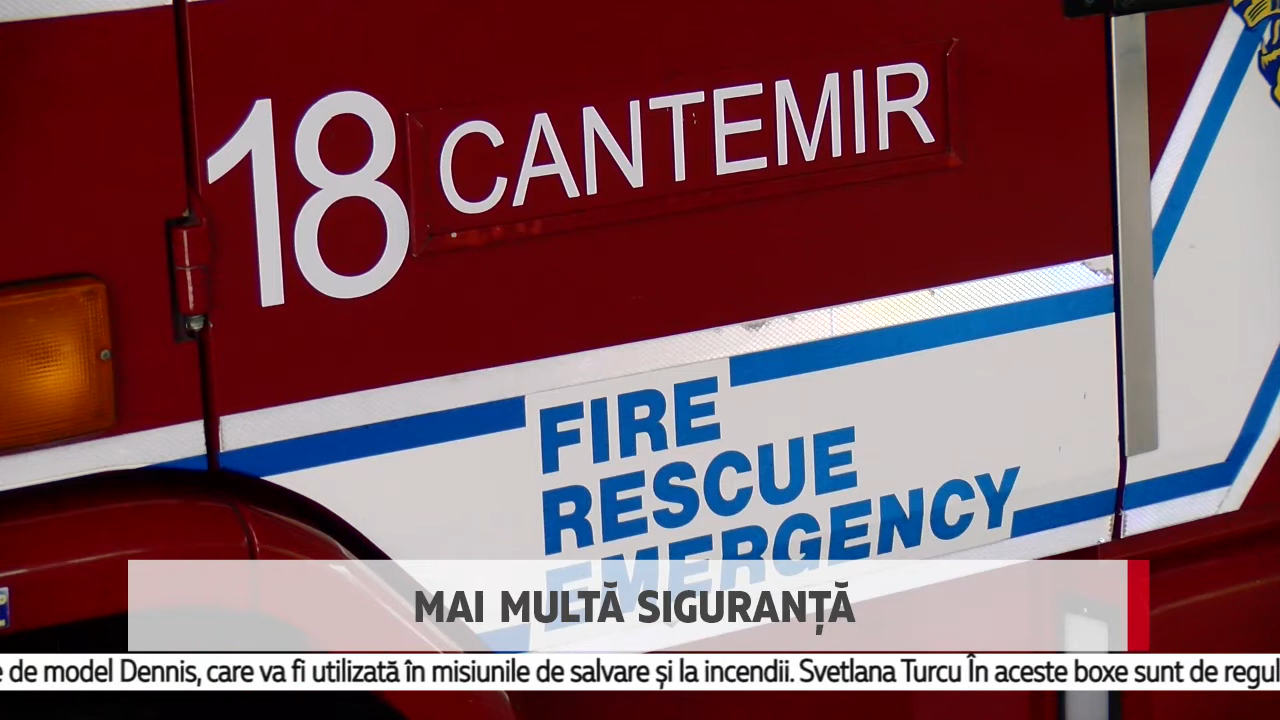 18 CANTEMIR
FIRE
RESCUE
EMERGENCY
MAI MULTĂ SIGURANȚĂ
de model Dennis, care va fi utilizată în misiunile de salvare și la incendii. Svetlana Turcu În aceste boxe sunt de